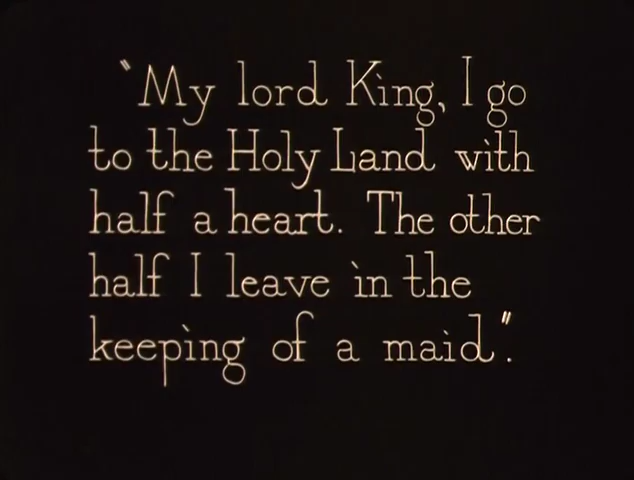 "My lord King, I go
to the Holy Land with
half a heart. The other
half I leave in the
keeping of a maid".